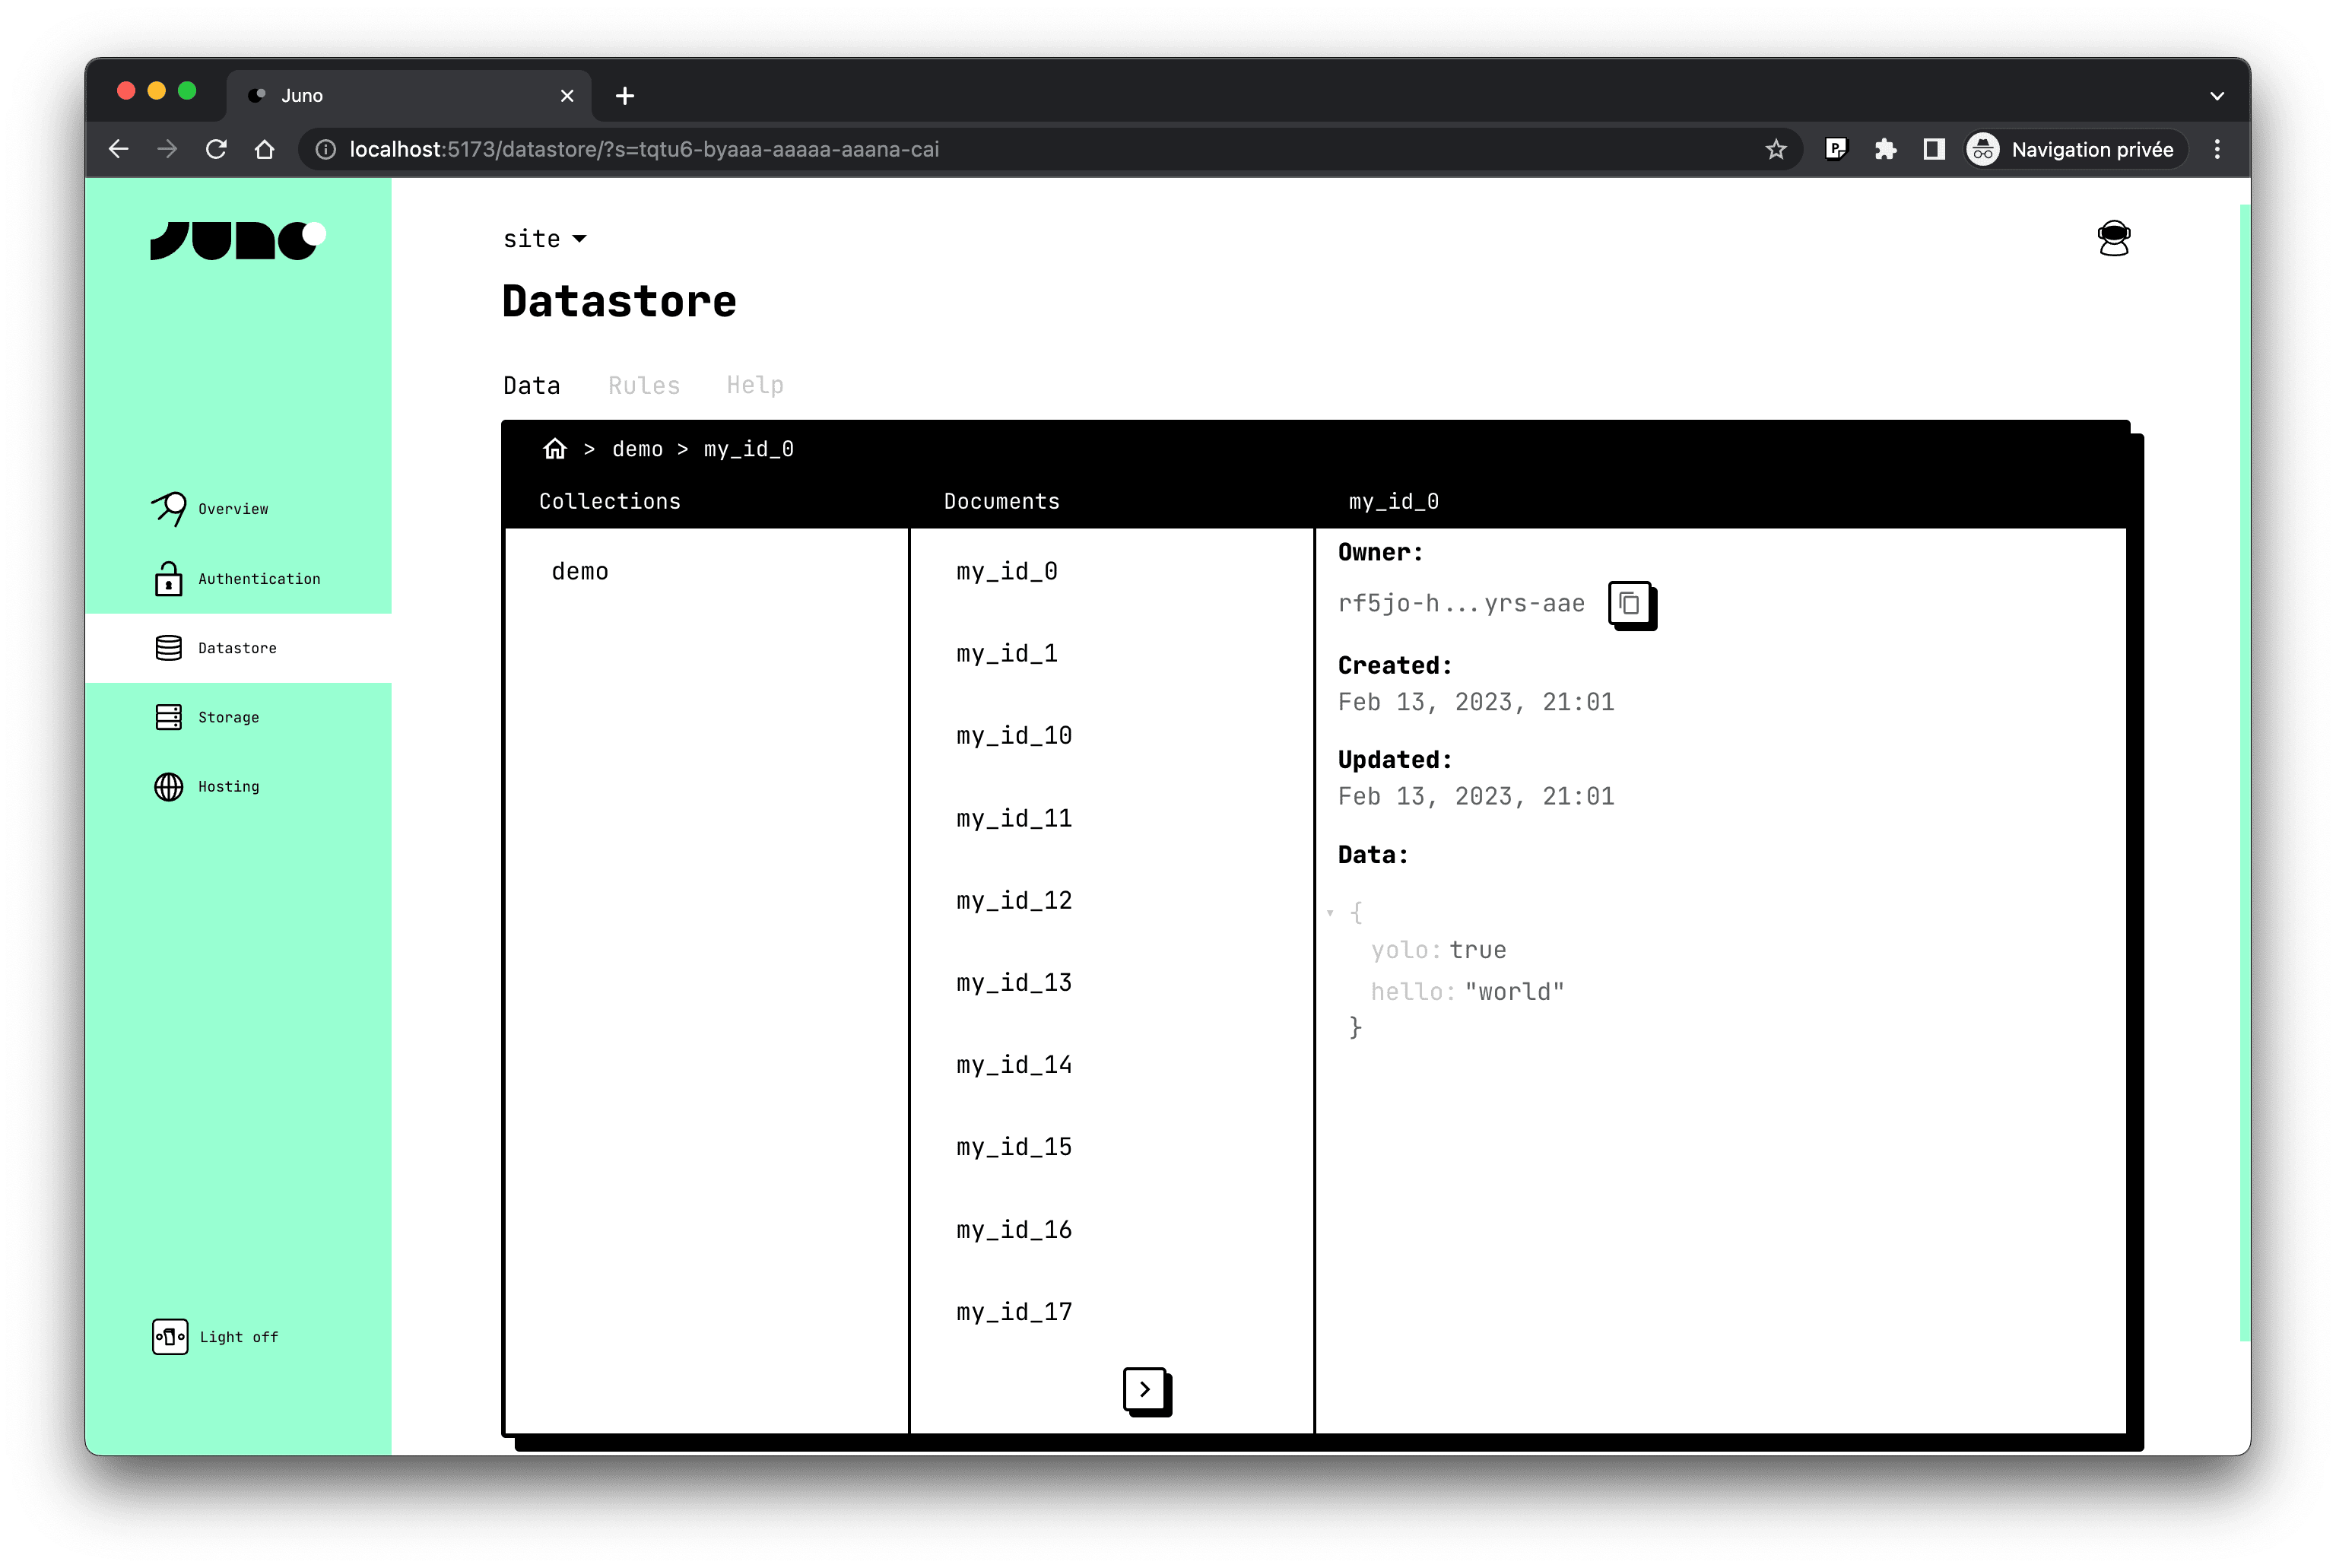 Juno
localhost:5173/datastore/?s=tqtu6-byaaa-aaaaa-aaana-cai
Navigation privée
JUNO
site
Datastore
Data Rules Help
> demo > my_id_0
Collections Documents my_id_0
Overview
Authentication
Datastore
Storage
Hosting
Light off
demo
my_id_0
my_id_1
my_id_10
my_id_11
my_id_12
my_id_13
my_id_14
my_id_15
my_id_16
my_id_17
Owner:
rf5jo-h...yrs-aae
Created:
Feb 13, 2023, 21:01
Updated:
Feb 13, 2023, 21:01
Data:
{
yolo: true
hello: "world"
}